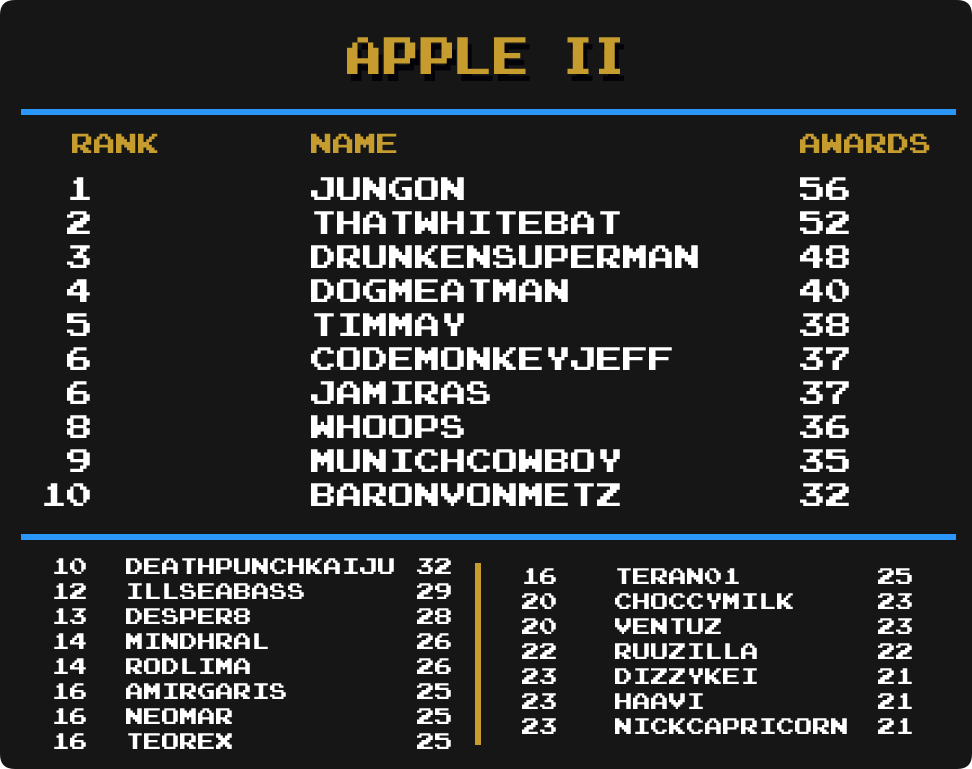 APPLE II
RANK NAME AWARDS
1 JUNGON 56
2 THATWHITEBAT 52
3 DRUNKENSUPERMAN 48
4 DOGMEATMAN 40
5 TIMMAY 38
6 CODEMONKEYJEFF 37
6 JAMIRAS 37
8 WHOOPS 36
9 MUNICHCOWBOY 35
10 BARONVONMETZ 32
10 DEATHPUNCHKAIJU 32
12 ILLSEABASS 29
13 DESPER8 28
14 MINDHRAL 26
14 RODLIMA 26
16 AMIRGARIS 25
16 NEOMAR 25
16 TEOREX 25
16 TERANO1 25
20 CHOCCYMILK 23
20 VENTUZ 23
22 RUUZILLA 22
23 DIZZYKEI 21
23 HAAVI 21
23 NICKCAPRICORN 21